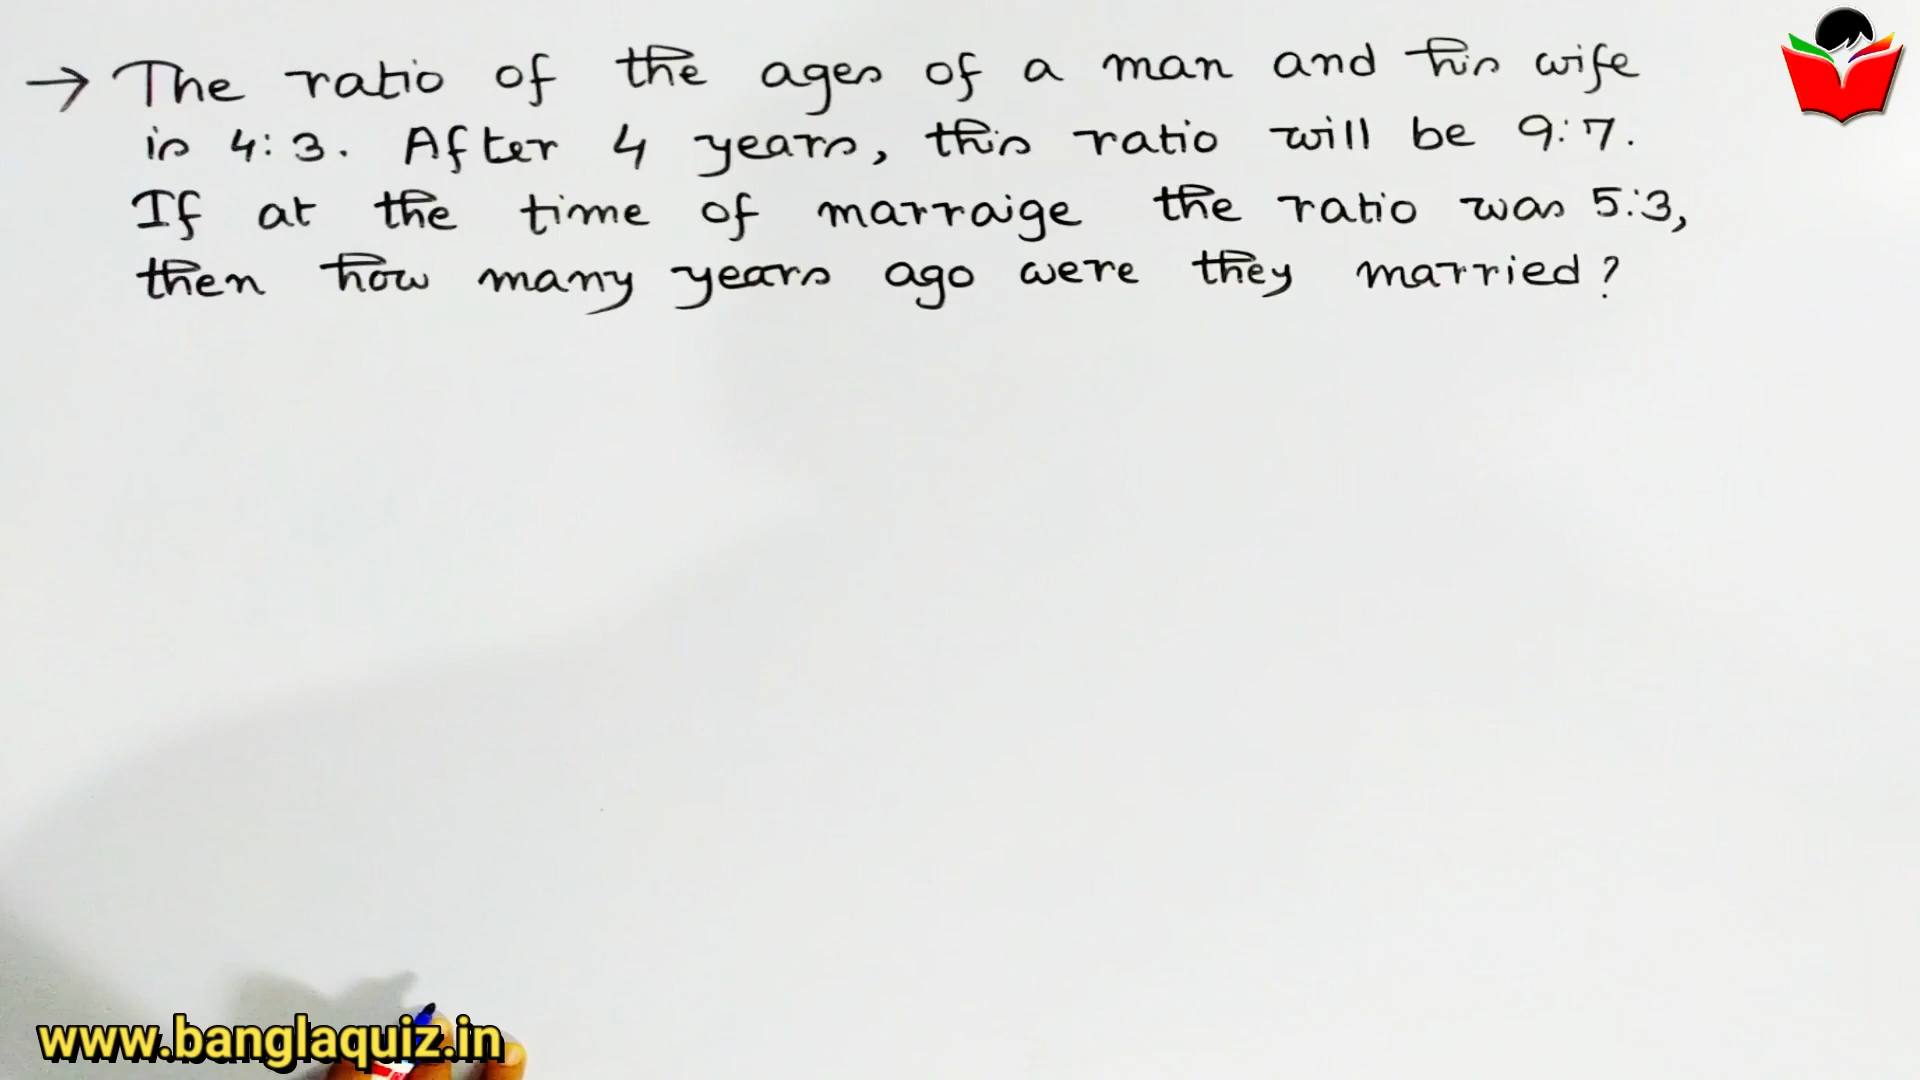 → The ratio of the ages of a man and his wife
is 4:3. After 4 years, this ratio will be 9:7.
If at the time of marraige the ratio was 5:3,
then how many years ago were they married?
www.banglaquiz.in